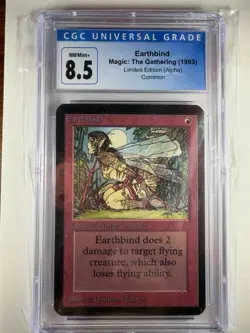 CGC UNIVERSAL GRADE
NM/Mint+
8.5
Earthbind
Magic: The Gathering (1993)
Limited Edition (Alpha)
Common
Earthbind
Earthbind does 2
damage to target flying
creature, which also
loses flying ability.